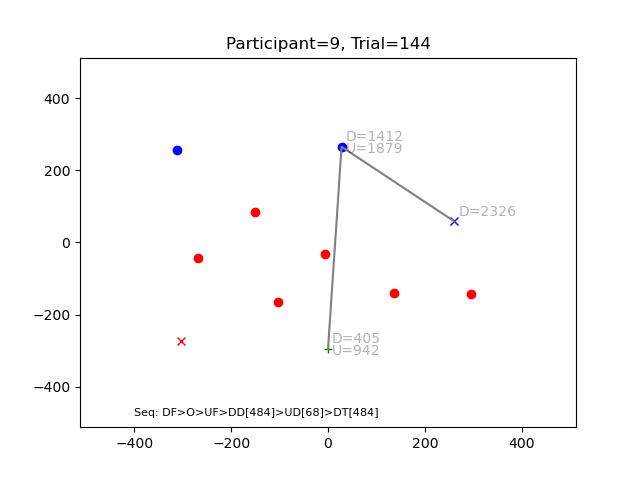 Participant=9, Trial=144
400
200
0
−200
−400
D=1412
U=1879
D=2326
D=405
U=942
Seq: DF>O>UF>DD[484]>UD[68]>DT[484]
−400
−200
0
200
400